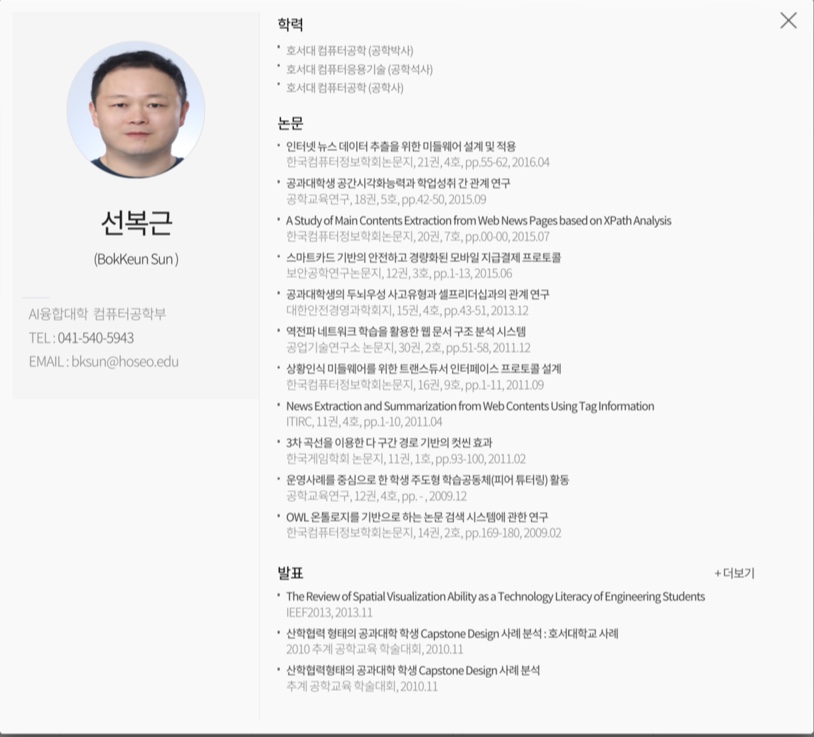 선복근
(BokKeun Sun )
AI융합대학 컴퓨터공학부
TEL : 041-540-5943
EMAIL : bksun@hoseo.edu
학력
호서대 컴퓨터공학 (공학박사)
호서대 컴퓨터응용기술 (공학석사)
호서대 컴퓨터공학 (공학사)
논문
인터넷 뉴스 데이터 추출을 위한 미들웨어 설계 및 적용
한국컴퓨터정보학회논문지, 21권, 4호, pp.55-62, 2016.04
공과대학생 공간시각화능력과 학업성취 간 관계 연구
공학교육연구, 18권, 5호, pp.42-50, 2015.09
A Study of Main Contents Extraction from Web News Pages based on XPath Analysis
한국컴퓨터정보학회논문지, 20권, 7호, pp.00-00, 2015.07
스마트카드 기반의 안전하고 경량화된 모바일 지급결제 프로토콜
보안공학연구논문지, 12권, 3호, pp.1-13, 2015.06
공과대학생의 두뇌우성 사고유형과 셀프리더십과의 관계 연구
대한안전경영과학회지, 15권, 4호, pp.43-51, 2013.12
역전파 네트워크 학습을 활용한 웹 문서 구조 분석 시스템
공업기술연구소 논문지, 30권, 2호, pp.51-58, 2011.12
상황인식 미들웨어를 위한 트랜스듀서 인터페이스 프로토콜 설계
한국컴퓨터정보학회논문지, 16권, 9호, pp.1-11, 2011.09
News Extraction and Summarization from Web Contents Using Tag Information
ITIRC, 11권, 4호, pp.1-10, 2011.04
3차 곡선을 이용한 다 구간 경로 기반의 컷씬 효과
한국게임학회 논문지, 11권, 1호, pp.93-100, 2011.02
운영사례를 중심으로 한 학생 주도형 학습공동체(피어 튜터링) 활동
공학교육연구, 12권, 4호, pp. - , 2009.12
OWL 온톨로지를 기반으로 하는 논문 검색 시스템에 관한 연구
한국컴퓨터정보학회논문지, 14권, 2호, pp.169-180, 2009.02
발표
+ 더보기
The Review of Spatial Visualization Ability as a Technology Literacy of Engineering Students
IEEF2013, 2013.11
산학협력 형태의 공과대학 학생 Capstone Design 사례 분석 : 호서대학교 사례
2010 추계 공학교육 학술대회, 2010.11
산학협력형태의 공과대학 학생 Capstone Design 사례 분석
추계 공학교육 학술대회, 2010.11